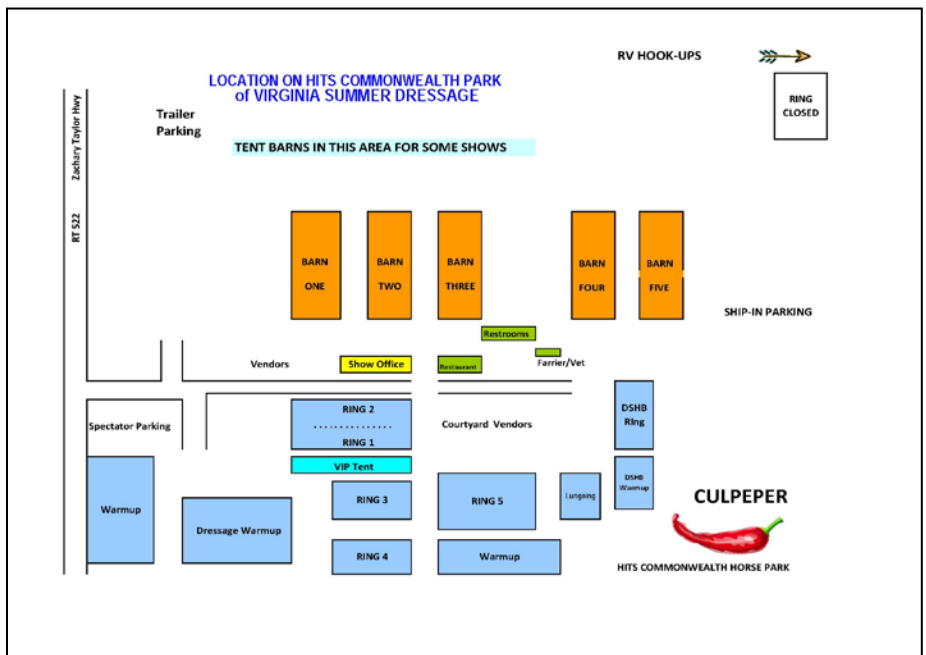 RV HOOK-UPS
LOCATION ON HITS COMMONWEALTH PARK
of VIRGINIA SUMMER DRESSAGE
RING
CLOSED
Trailer
Parking
Zachary Taylor Hwy
RT 522
TENT BARNS IN THIS AREA FOR SOME SHOWS
BARN
ONE
BARN
TWO
BARN
THREE
BARN
FOUR
BARN
FIVE
SHIP-IN PARKING
Restrooms
Vendors
Show Office
Restaurant
Farrier/Vet
Spectator Parking
RING 2
RING 1
Courtyard Vendors
DSHB
Ring
VIP Tent
Warmup
Dressage Warmup
RING 3
RING 5
Lungeing
DSHB
Warmup
CULPEPER
RING 4
Warmup
HITS COMMONWEALTH HORSE PARK